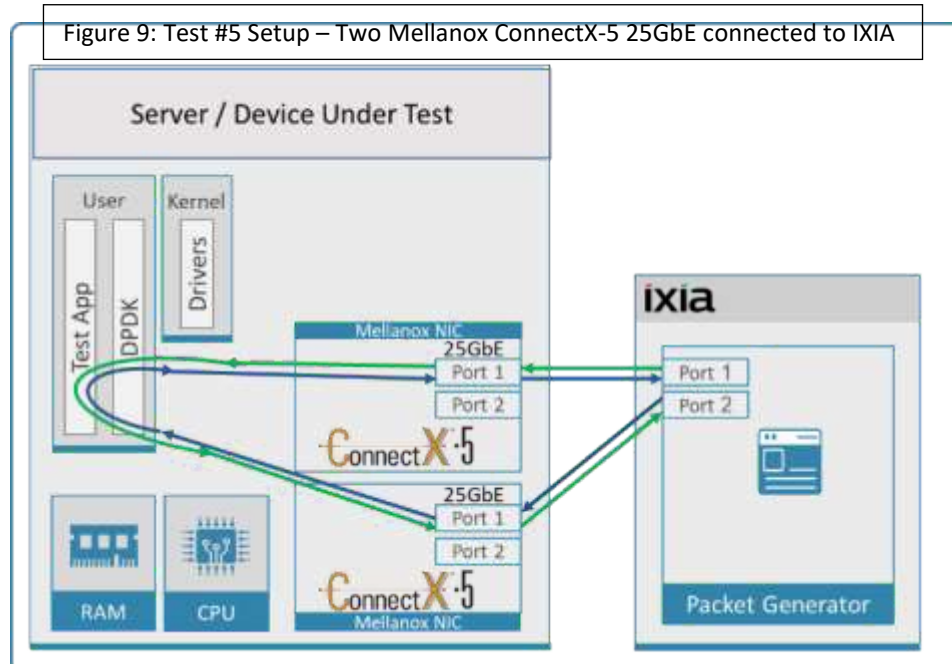 Figure 9: Test #5 Setup – Two Mellanox ConnectX-5 25GbE connected to IXIA
Server / Device Under Test
User
Kernel
Test App
DPDK
Drivers
Mellanox NIC
25GbE
Port 1
Port 2
ConnectX·5
25GbE
Port 1
Port 2
ConnectX·5
Mellanox NIC
RAM
CPU
ixia
Port 1
Port 2
Packet Generator